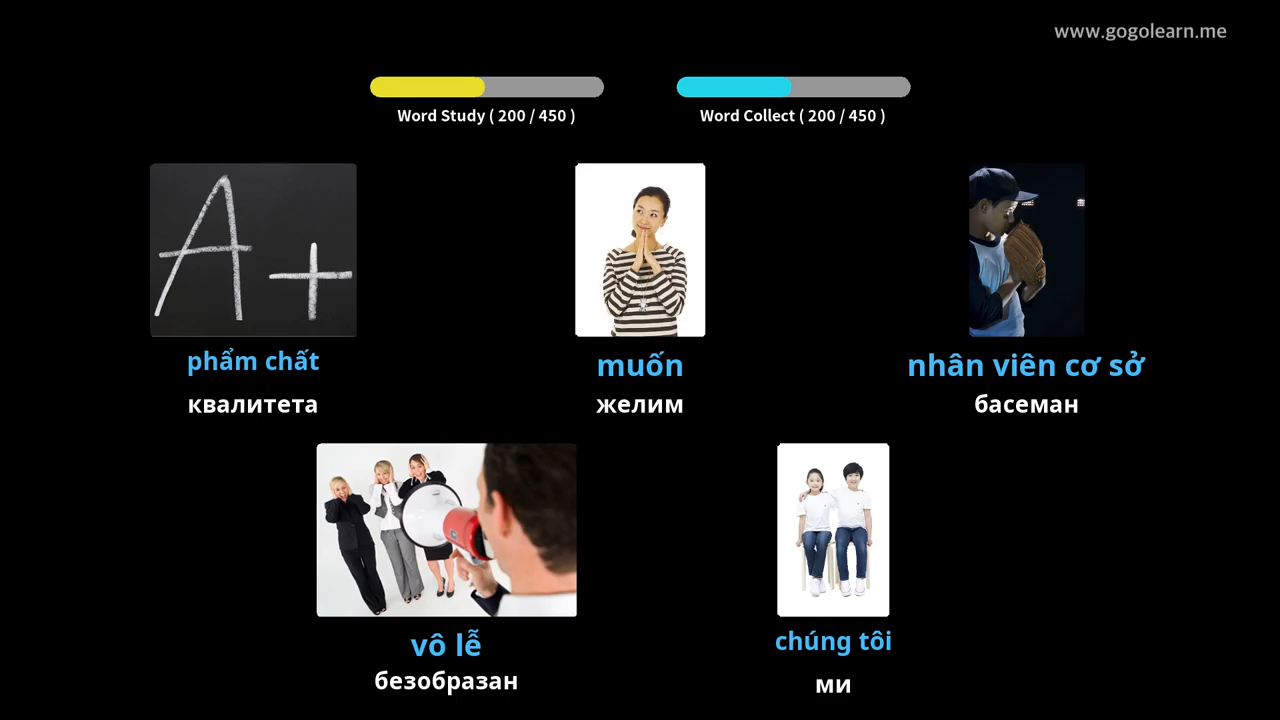 www.gogolearn.me
Word Study ( 200 / 450 )
Word Collect ( 200 / 450 )
A+
phẩm chất
квалитета
muốn
желим
nhân viên cơ sở
басеман
vô lễ
безобразан
chúng tôi
ми